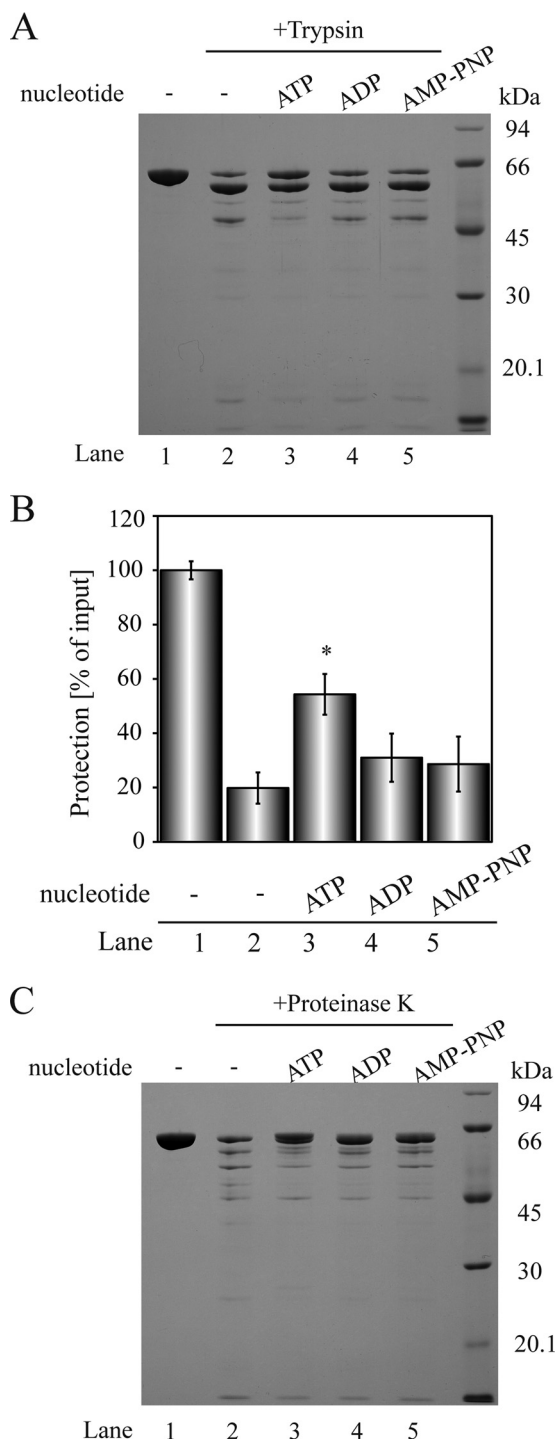 A
+Trypsin
nucleotide - - ATP ADP AMP-PNP kDa
94
66
45
30
20.1
Lane 1 2 3 4 5
B
Protection [% of input]
120
100
80
60
40
20
0
*
nucleotide - - ATP ADP AMP-PNP
Lane 1 2 3 4 5
C
+Proteinase K
nucleotide - - ATP ADP AMP-PNP kDa
94
66
45
30
20.1
Lane 1 2 3 4 5